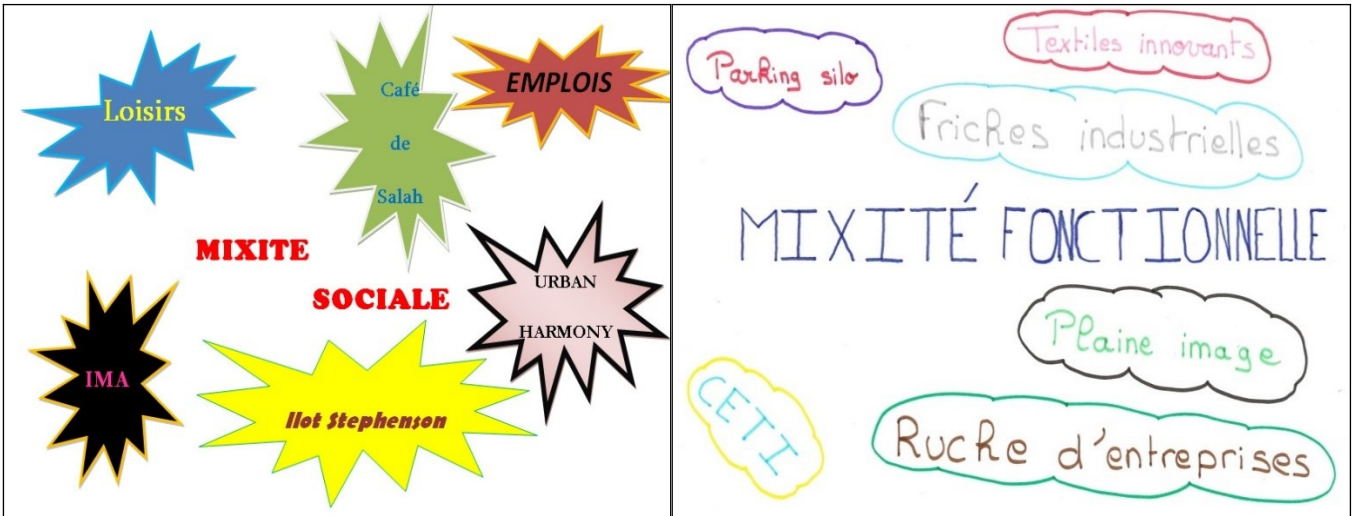 Loisirs
Café
de
Salah
EMPLOIS
MIXITE
SOCIALE
URBAN
HARMONY
IMA
Ilot Stephenson
Parking silo
Textiles innovants
Friches industrielles
MIXITÉ FONCTIONNELLE
Plaine image
CETI
Ruche d'entreprises